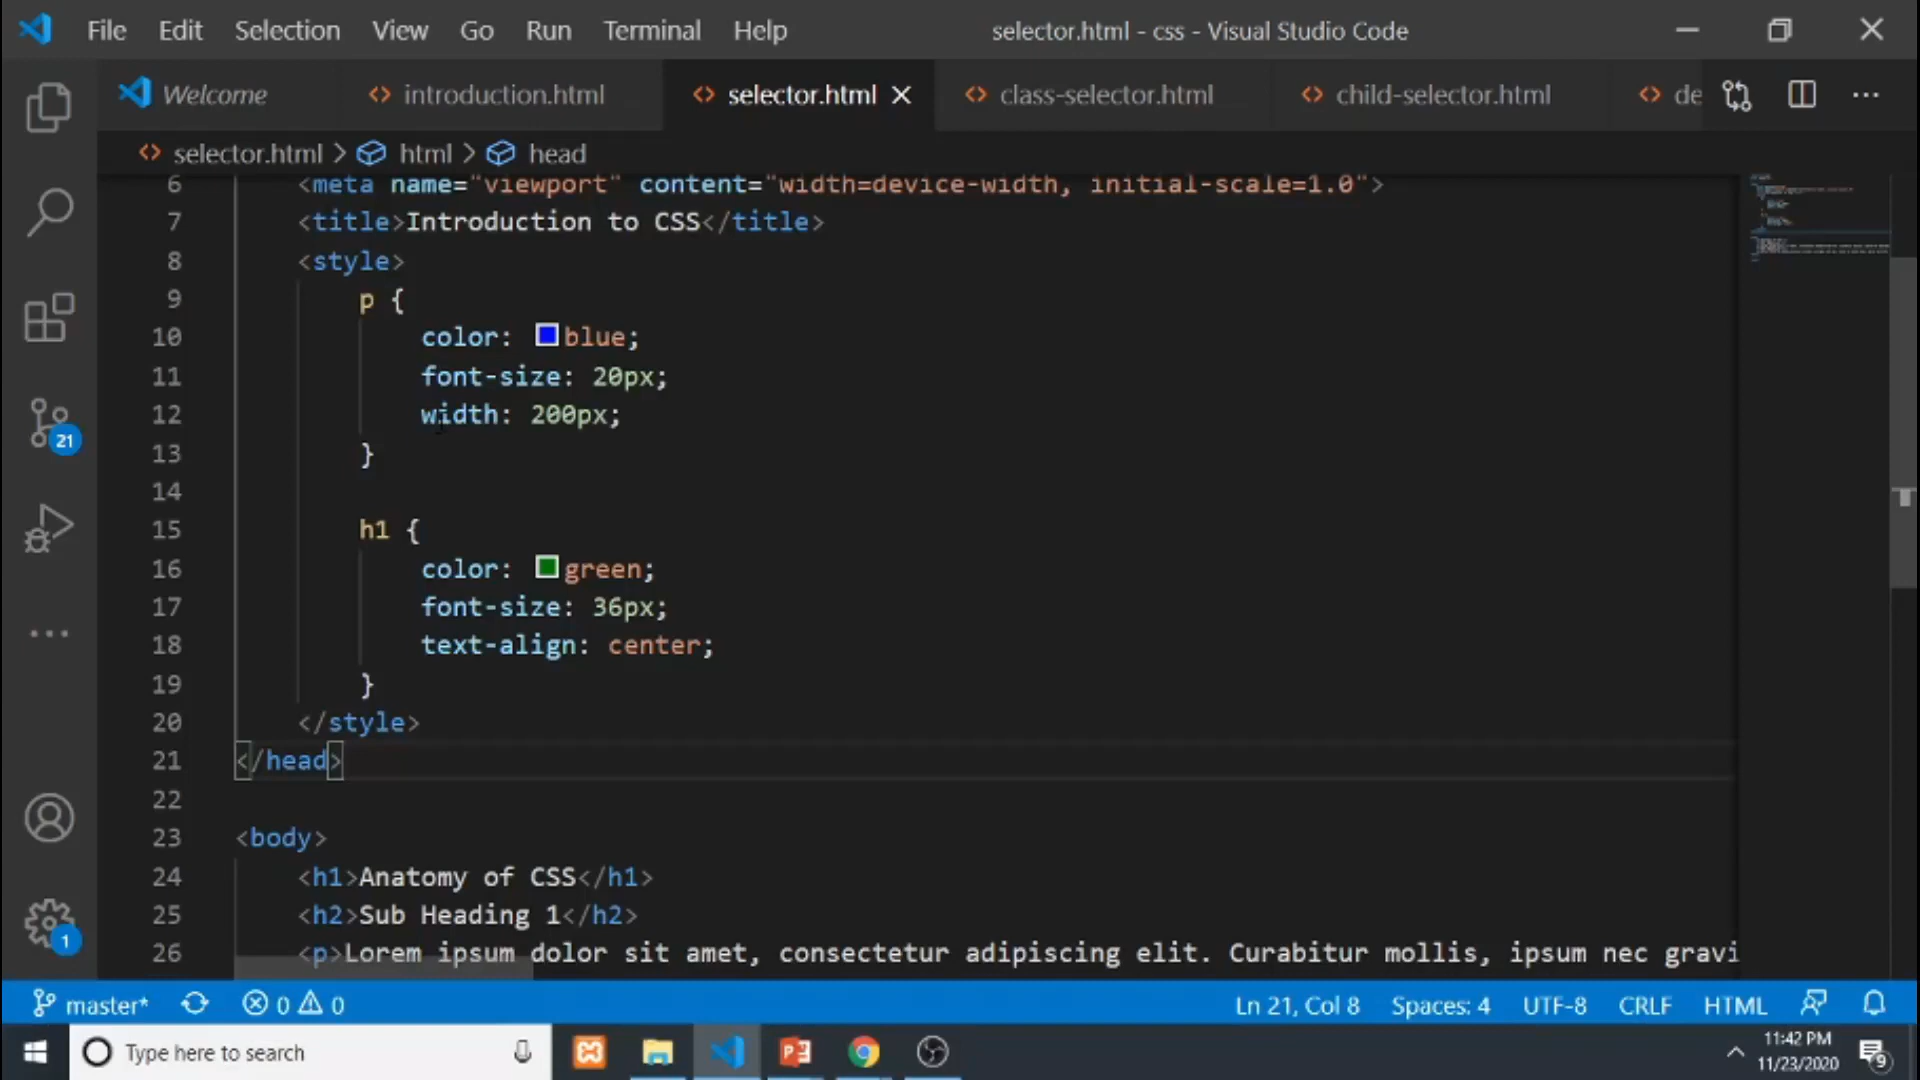 File Edit Selection View Go Run Terminal Help selector.html - css - Visual Studio Code
Welcome introduction.html selector.html class-selector.html child-selector.html de
selector.html > html > head
6 <meta name="viewport" content="width=device-width, initial-scale=1.0">
7 <title>Introduction to CSS</title>
8 <style>
9 p {
10 color: blue;
11 font-size: 20px;
12 width: 200px;
13 }
14
15 h1 {
16 color: green;
17 font-size: 36px;
18 text-align: center;
19 }
20 </style>
21 </head>
22
23 <body>
24 <h1>Anatomy of CSS</h1>
25 <h2>Sub Heading 1</h2>
26 <p>Lorem ipsum dolor sit amet, consectetur adipiscing elit. Curabitur mollis, ipsum nec gravi
21
1
master* 0 0 Ln 21, Col 8 Spaces: 4 UTF-8 CRLF HTML
Type here to search
11:42 PM
11/23/2020
9